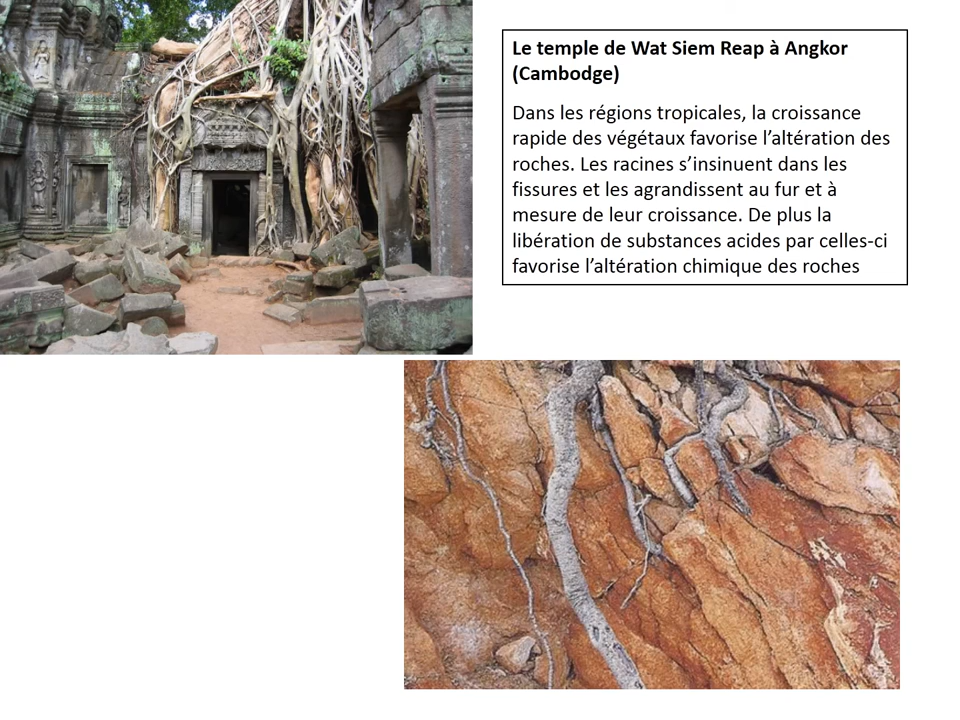 Le temple de Wat Siem Reap à Angkor
(Cambodge)
Dans les régions tropicales, la croissance
rapide des végétaux favorise l’altération des
roches. Les racines s’insinuent dans les
fissures et les agrandissent au fur et à
mesure de leur croissance. De plus la
libération de substances acides par celles-ci
favorise l’altération chimique des roches